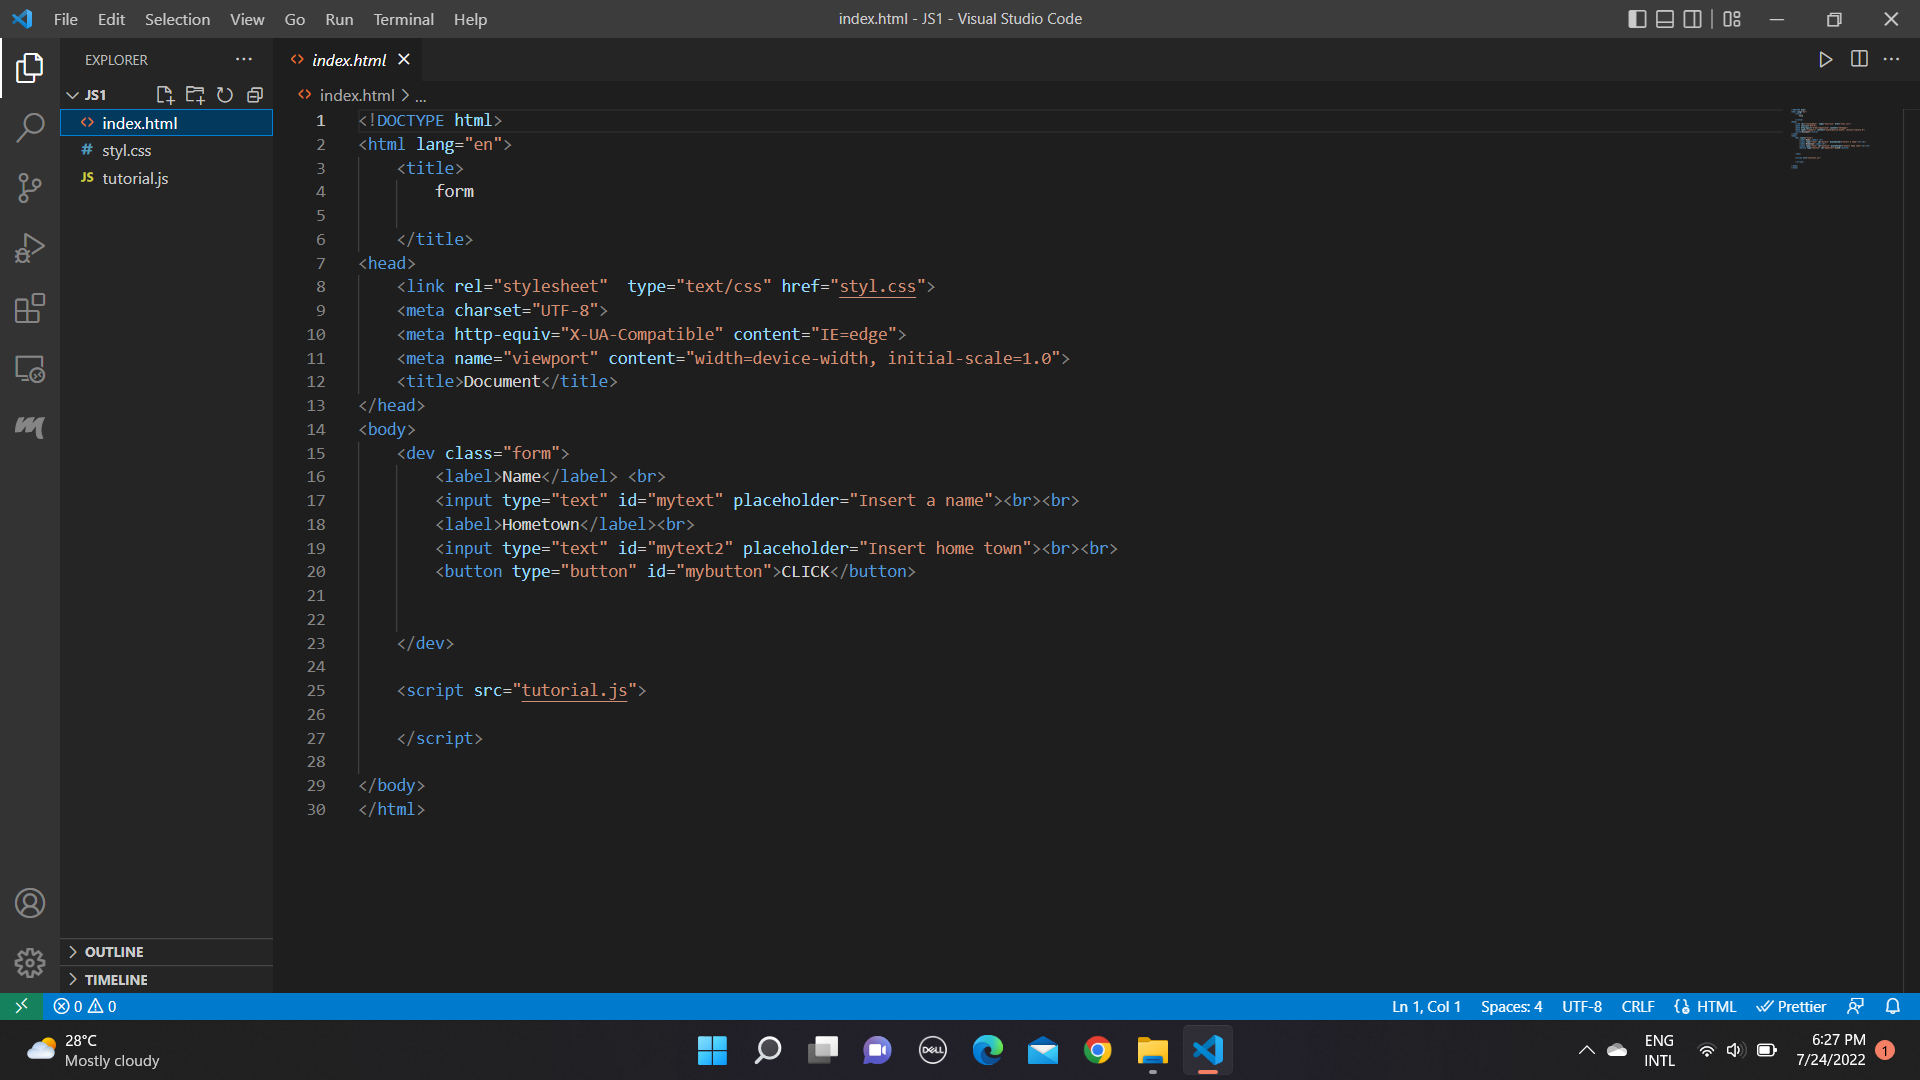 File Edit Selection View Go Run Terminal Help
index.html - JS1 - Visual Studio Code
EXPLORER
JS1
index.html
styl.css
JS tutorial.js
OUTLINE
TIMELINE
index.html
index.html > ...
1 <!DOCTYPE html>
2 <html lang="en">
3 <title>
4 form
5
6 </title>
7 <head>
8 <link rel="stylesheet"  type="text/css" href="styl.css">
9 <meta charset="UTF-8">
10 <meta http-equiv="X-UA-Compatible" content="IE=edge">
11 <meta name="viewport" content="width=device-width, initial-scale=1.0">
12 <title>Document</title>
13 </head>
14 <body>
15 <dev class="form">
16 <label>Name</label> <br>
17 <input type="text" id="mytext" placeholder="Insert a name"><br><br>
18 <label>Hometown</label><br>
19 <input type="text" id="mytext2" placeholder="Insert home town"><br><br>
20 <button type="button" id="mybutton">CLICK</button>
21
22
23 </dev>
24
25 <script src="tutorial.js">
26
27 </script>
28
29 </body>
30 </html>
0 0
Ln 1, Col 1 Spaces: 4 UTF-8 CRLF HTML Prettier
28°C
Mostly cloudy
DELL
ENG
INTL
6:27 PM
7/24/2022
1